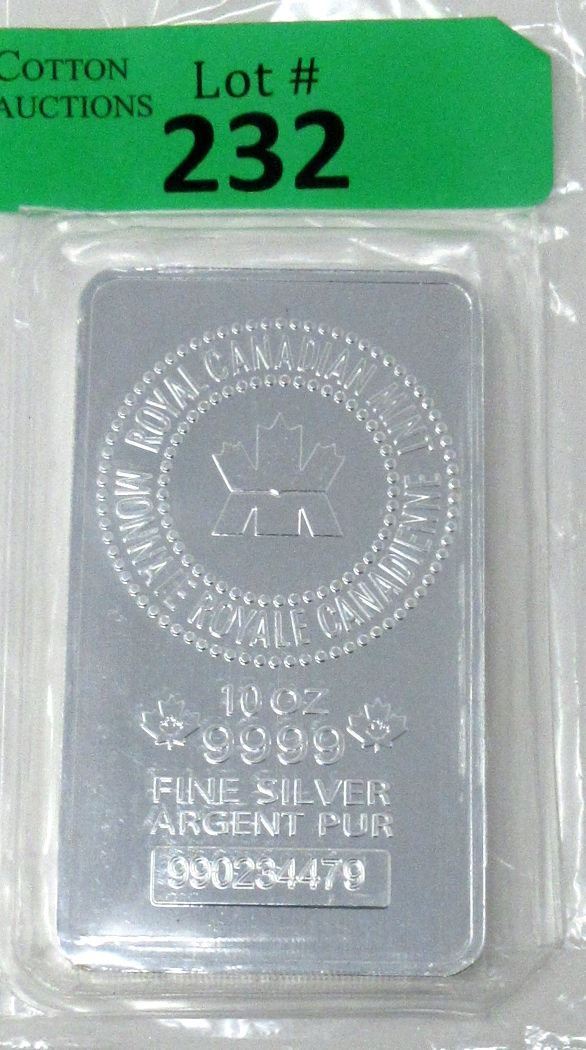 COTTON
AUCTIONS
Lot #
232
ROYAL CANADIAN MINT
MONNAIE ROYALE CANADIENNE
10 OZ
9999
FINE SILVER
ARGENT PUR
990234479